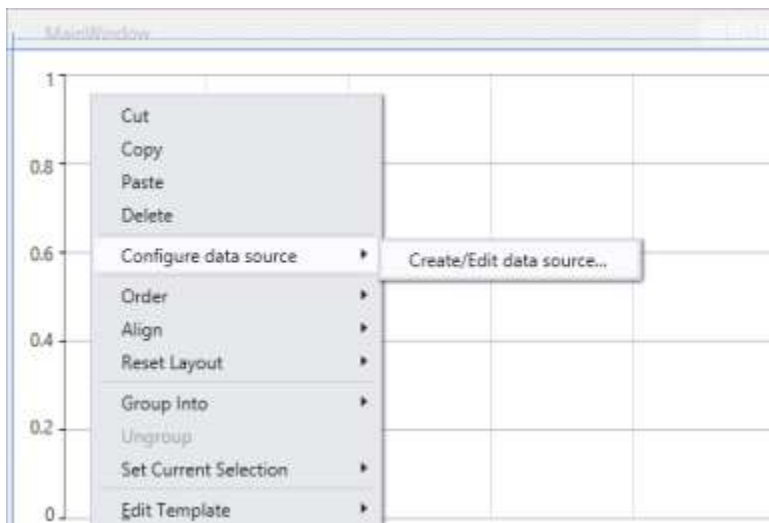 MainWindow
1
0.8
0.6
0.4
0.2
0
Cut
Copy
Paste
Delete
Configure data source
Create/Edit data source...
Order
Align
Reset Layout
Group Into
Ungroup
Set Current Selection
Edit Template